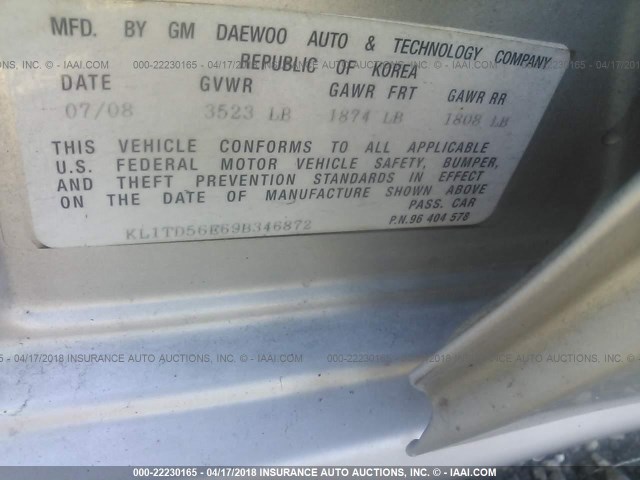 MFD. BY GM DAEWOO AUTO & TECHNOLOGY COMPANY
REPUBLIC OF KOREA
DATE GVWR GAWR FRT GAWR RR
07/08 3523 LB 1874 LB 1808 LB
THIS VEHICLE CONFORMS TO ALL APPLICABLE
U.S. FEDERAL MOTOR VEHICLE SAFETY, BUMPER,
AND THEFT PREVENTION STANDARDS IN EFFECT
ON THE DATE OF MANUFACTURE SHOWN ABOVE
PASS. CAR
KL1TD56E69B346872 P.N.96 404 578
000-22230165 - 04/17/2018 INSURANCE AUTO AUCTIONS, INC. © - IAAI.COM